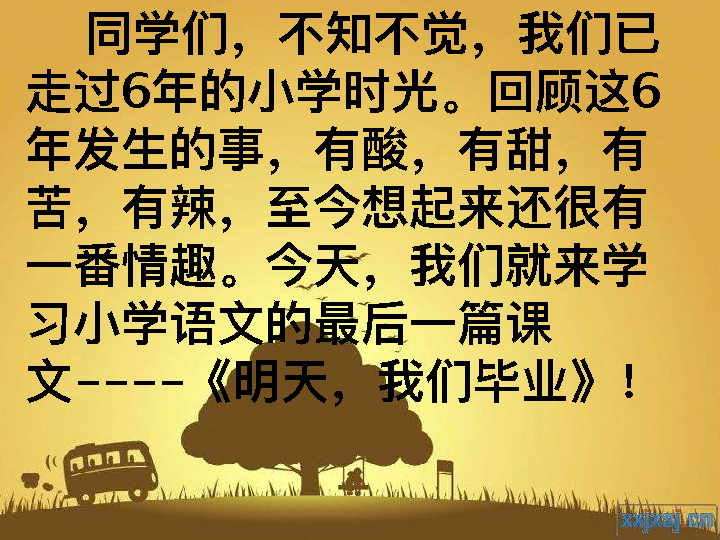 同学们，不知不觉，我们已
走过6年的小学时光。回顾这6
年发生的事，有酸，有甜，有
苦，有辣，至今想起来还很有
一番情趣。今天，我们就来学
习小学语文的最后一篇课
文----《明天，我们毕业》！
xxjxsj.cn